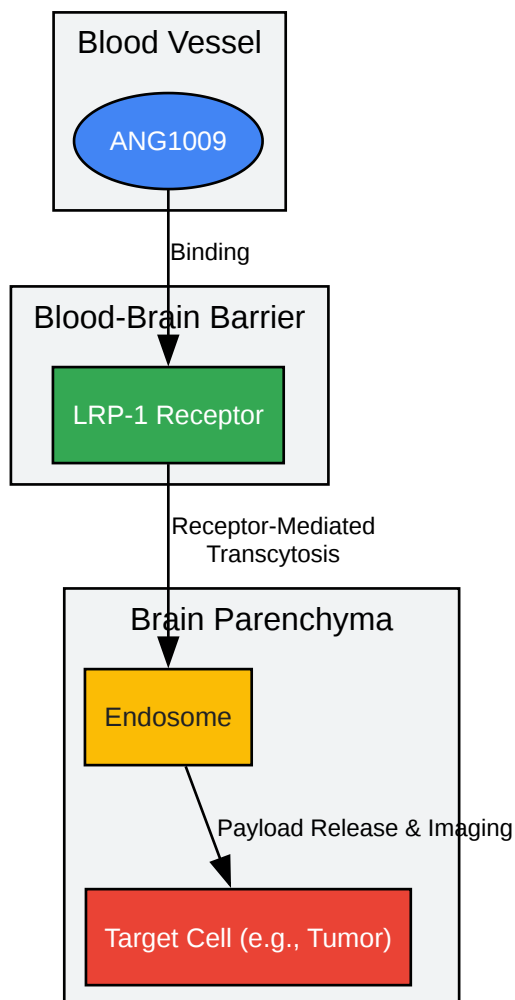 Blood Vessel
ANG1009
Binding
Blood-Brain Barrier
LRP-1 Receptor
Receptor-Mediated
Transcytosis
Brain Parenchyma
Endosome
Payload Release & Imaging
Target Cell (e.g., Tumor)